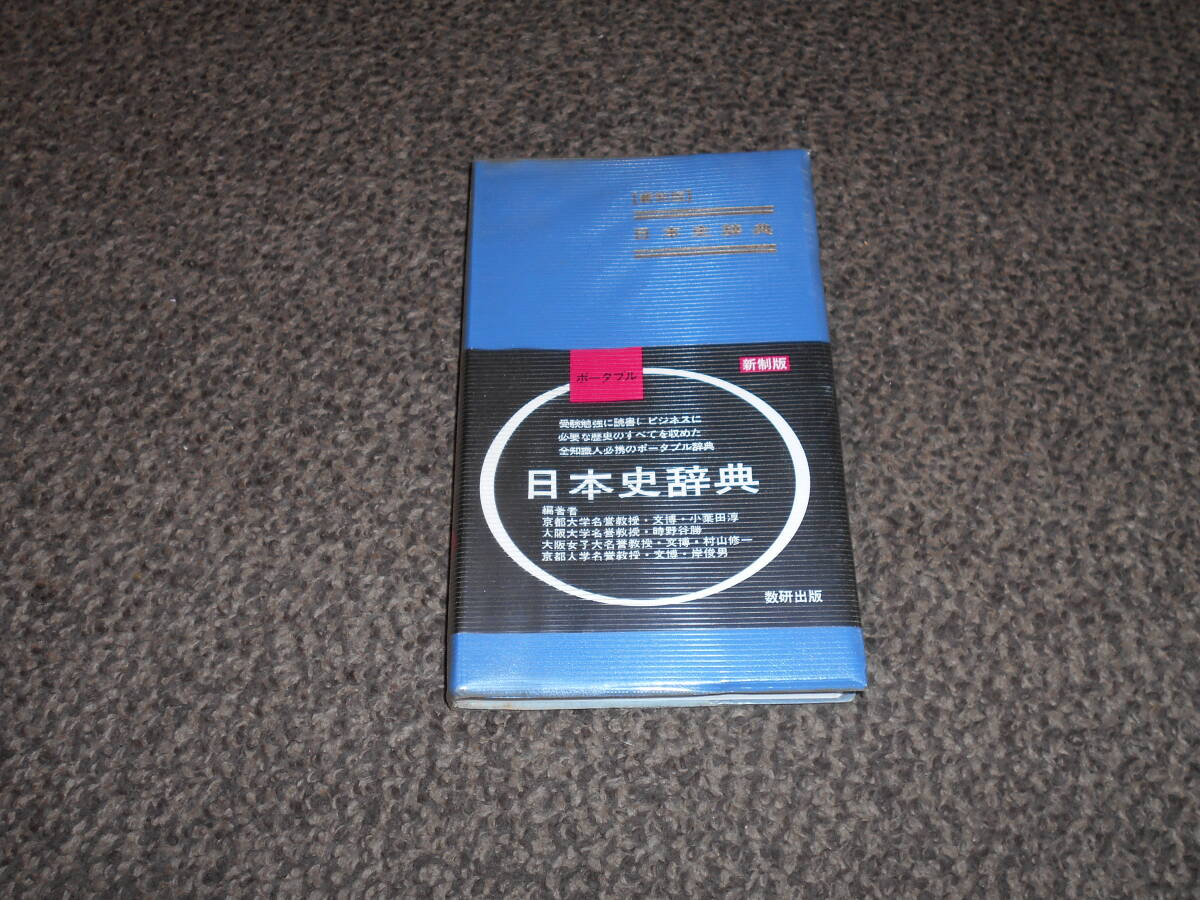 日本史辞典
新制版
ポータブル
受験勉強に読書にビジネスに
必要な歴史のすべてを収めた
全知識人必携のポータブル辞典
日本史辞典
編著者
京都大学名誉教授・文博・小葉田淳
大阪大学名誉教授・時野谷勝
大阪女子大名誉教授・文博・村山修一
京都大学名誉教授・文博・岸俊男
数研出版